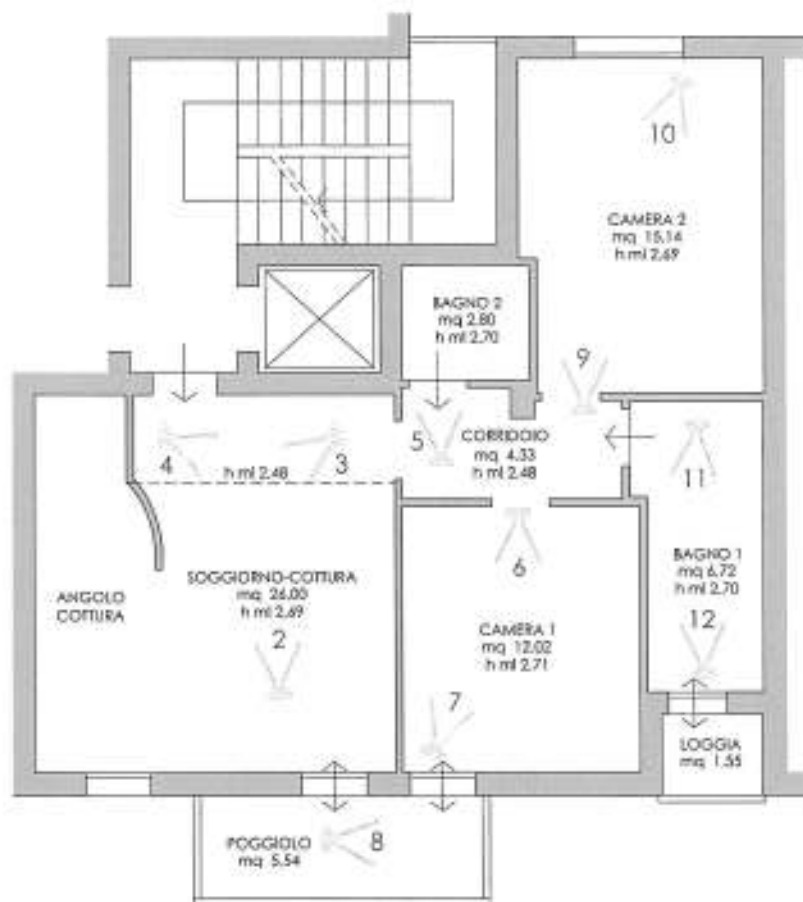 10
CAMERA 2
mq 15.14
h ml 2.69
BAGNO 2
mq 2.80
h ml 2.70
9
5
CORRIDOIO
mq 4.33
h ml 2.48
4
3
h ml 2.48
11
6
SOGGIORNO-COTTURA
mq 26.00
h ml 2.69
ANGOLO
COTTURA
2
BAGNO 1
mq 6.72
h ml 2.70
12
CAMERA 1
mq 12.02
h ml 2.71
7
LOGGIA
mq 1.55
POGGIOLO
mq 5.54
8